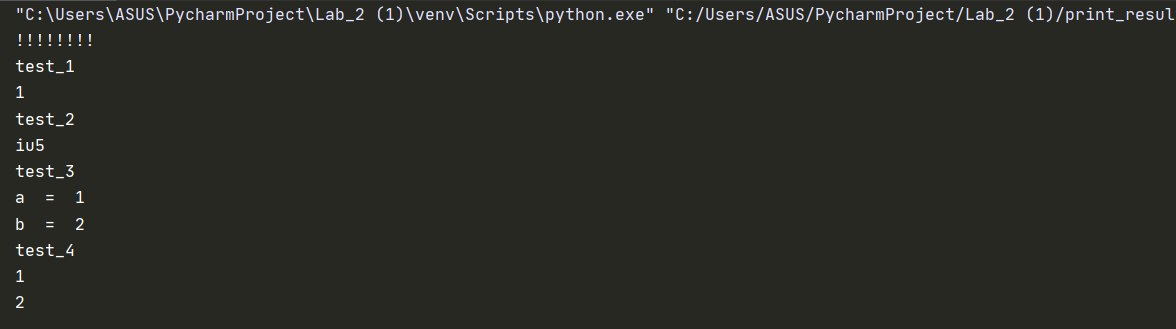 "C:\Users\ASUS\PycharmProject\Lab_2 (1)\venv\Scripts\python.exe" "C:/Users/ASUS/PycharmProject/Lab_2 (1)/print_resul
!!!!!!!!
test_1
1
test_2
iu5
test_3
a  =  1
b  =  2
test_4
1
2